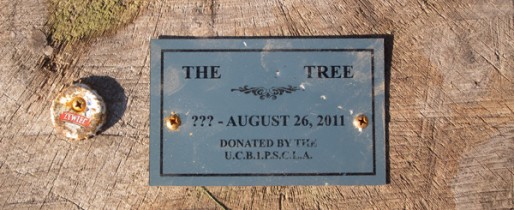 THE TREE
??? - AUGUST 26, 2011
DONATED BY THE
U.C.B.I.P.S.C.L.A.